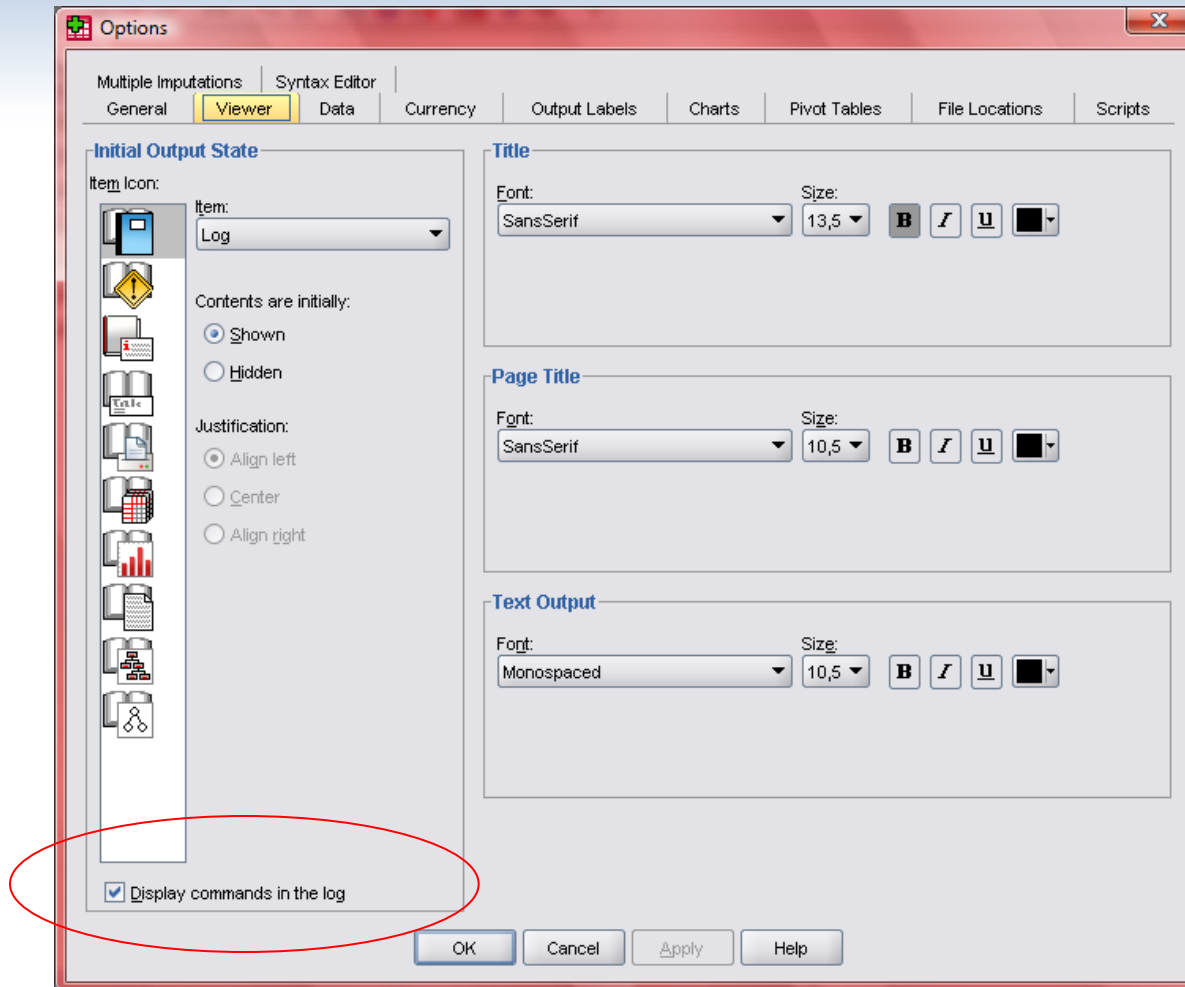 Options
Multiple Imputations Syntax Editor
General Viewer Data Currency Output Labels Charts Pivot Tables File Locations Scripts
Initial Output State
Item Icon:
Item:
Log
Contents are initially:
Shown
Hidden
Justification:
Align left
Center
Align right
Display commands in the log
Title
Font: Size:
SansSerif 13,5 B I U
Page Title
Font: Size:
SansSerif 10,5 B I U
Text Output
Font: Size:
Monospaced 10,5 B I U
OK Cancel Apply Help